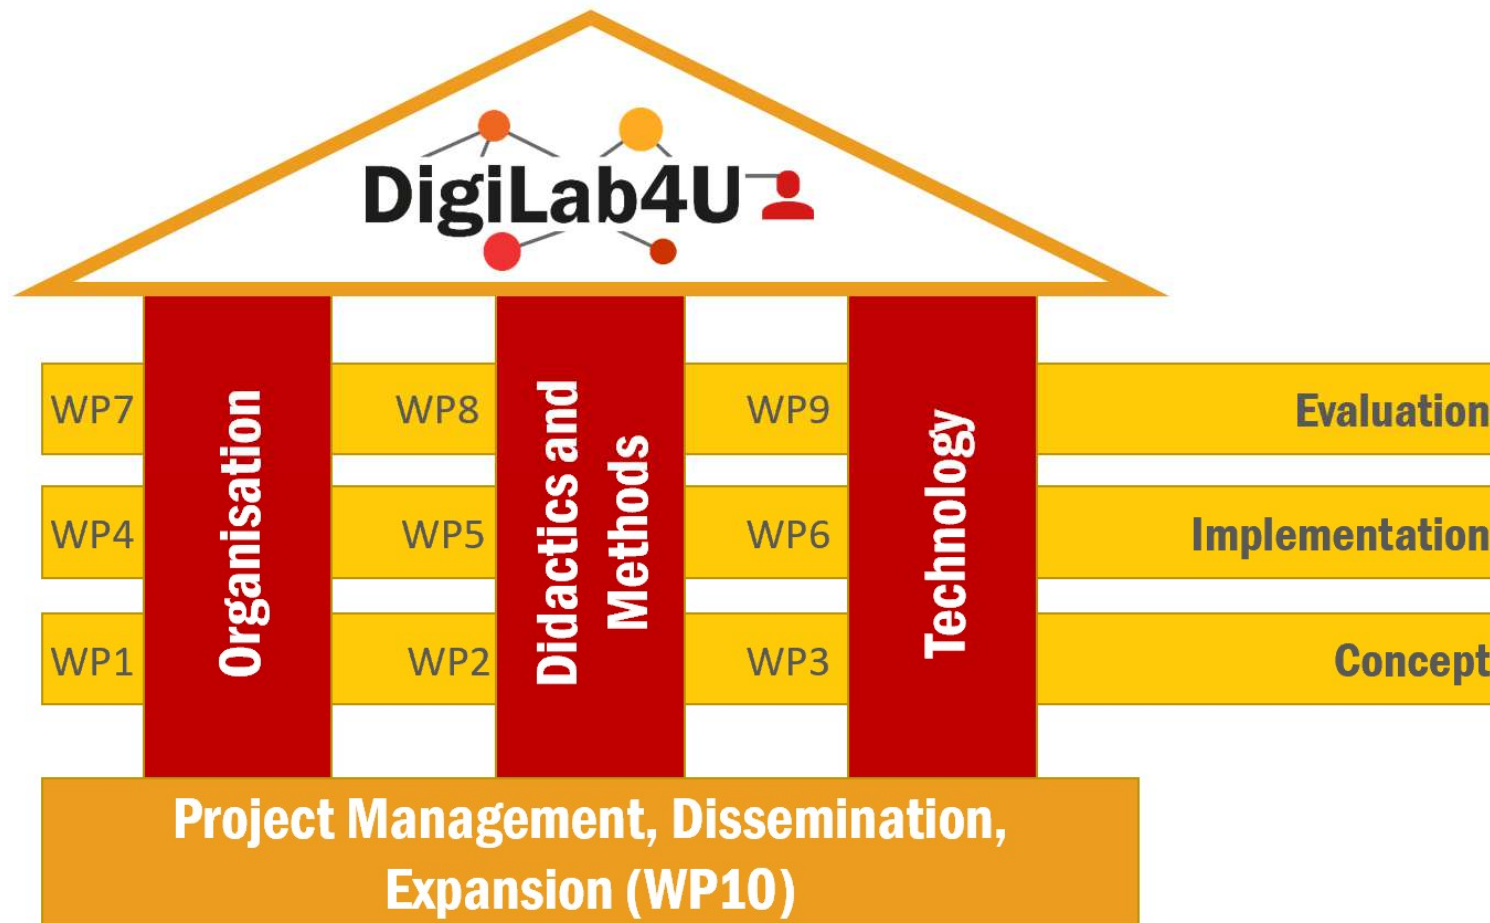 DigiLab4U
WP7
WP8
WP9
Evaluation
WP4
WP5
WP6
Implementation
WP1
WP2
WP3
Concept
Organisation
Didactics and
Methods
Technology
Project Management, Dissemination,
Expansion (WP10)